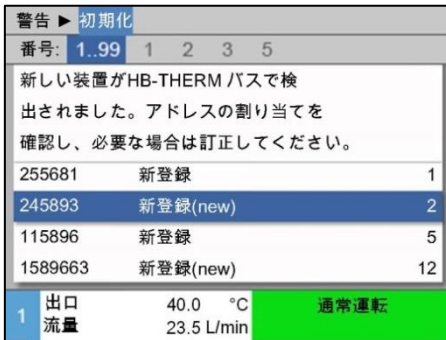 警告 ▶ 初期化
番号: 1..99 1 2 3 5
新しい装置がHB-THERM バスで検
出されました。アドレスの割り当てを
確認し、必要な場合は訂正してください。
255681 新登録 1
245893 新登録(new) 2
115896 新登録 5
1589663 新登録(new) 12
1 出口 40.0 °C 通常運転
流量 23.5 L/min